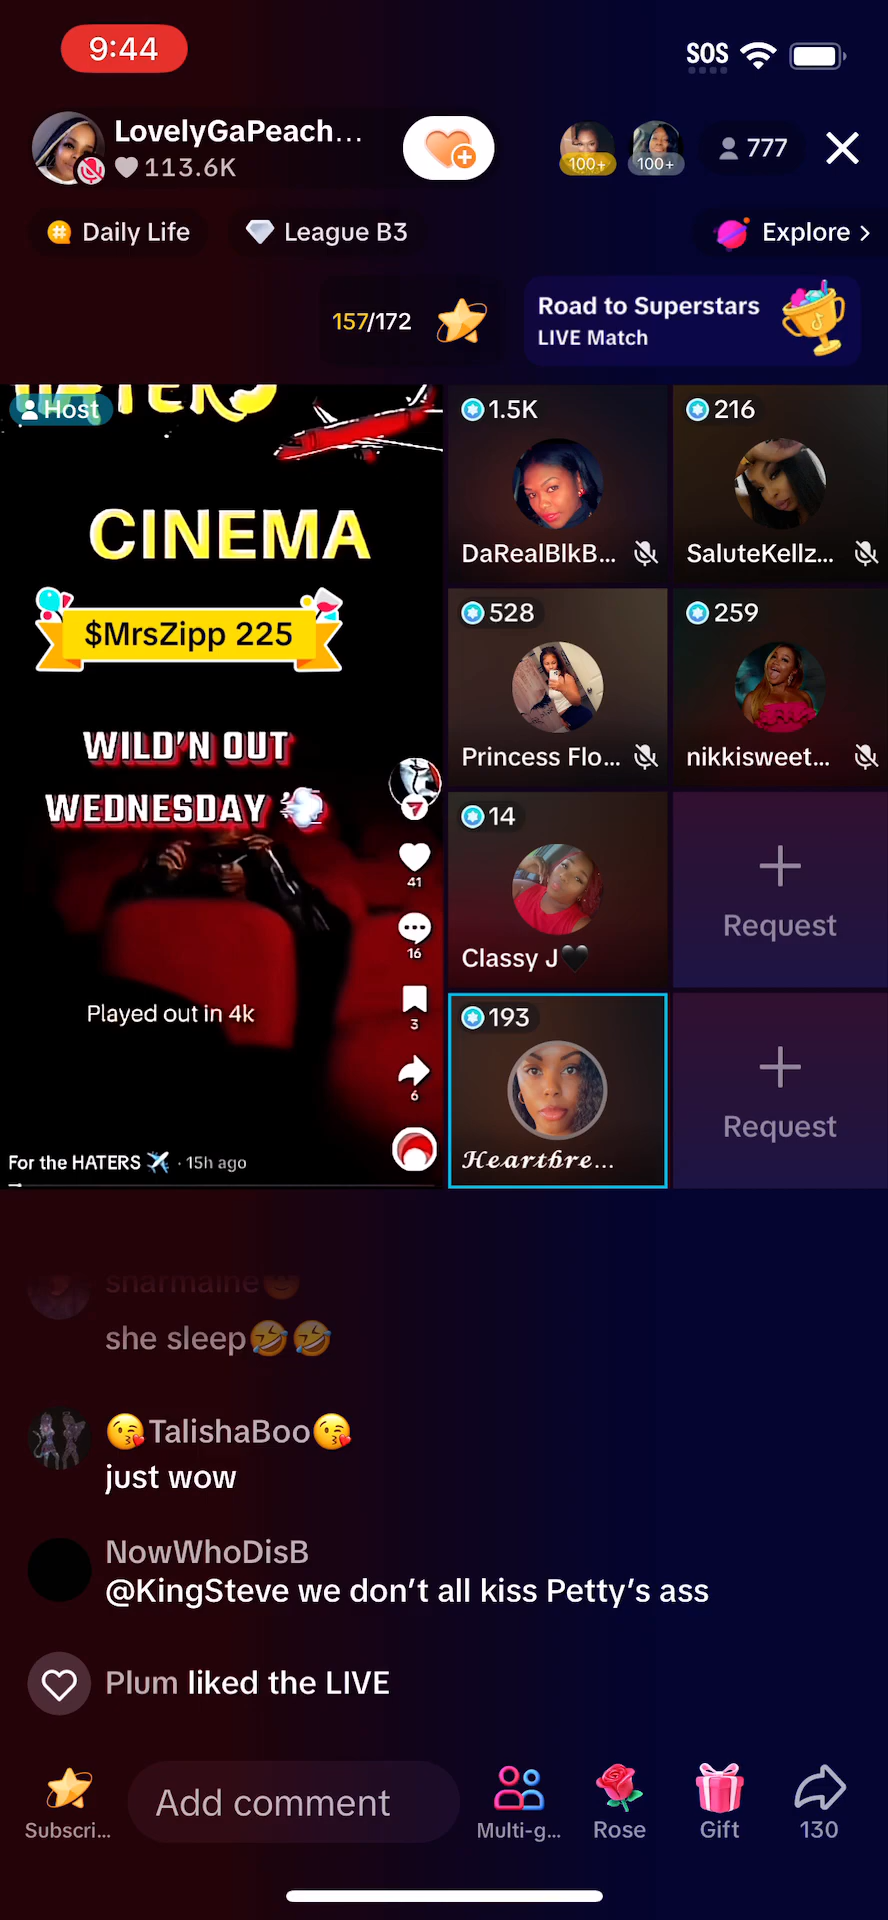 9:44
SOS
LovelyGaPeach...
113.6K
100+
100+
777
Daily Life
League B3
Explore >
157/172
Road to Superstars
LIVE Match
HATERS
Host
CINEMA
$MrsZipp 225
WILD'N OUT
WEDNESDAY 💨
41
16
3
6
Played out in 4k
For the HATERS ✈️ · 15h ago
1.5K
DaRealBlkB...
216
SaluteKellz...
528
Princess Flo...
259
nikkisweet...
14
Classy J🖤
Request
193
𝓗𝓮𝓪𝓻𝓽𝓫𝓻𝓮...
Request
sharmaine
she sleep🤣🤣
😘TalishaBoo😘
just wow
NowWhoDisB
@KingSteve we don't all kiss Petty's ass
Plum liked the LIVE
Subscri...
Add comment
Multi-g...
Rose
Gift
130